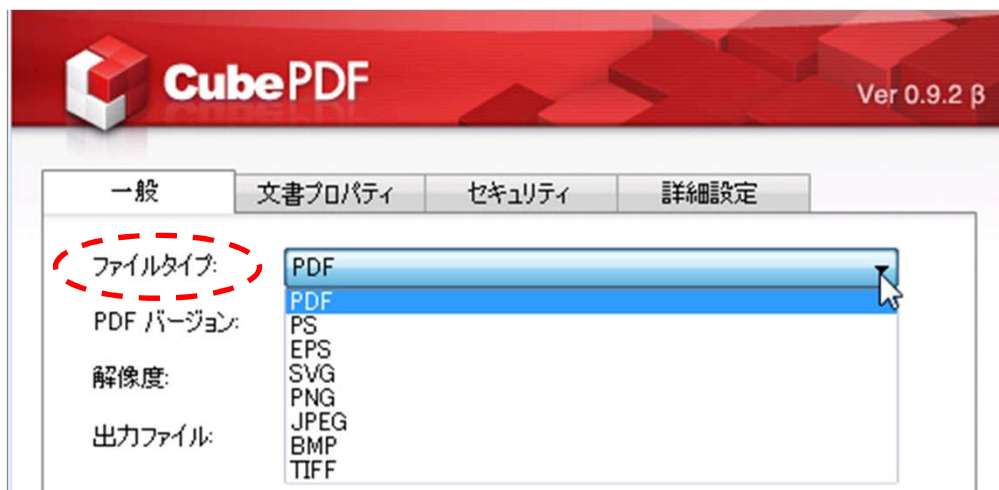 CubePDF
Ver 0.9.2 β
一般 文書プロパティ セキュリティ 詳細設定
ファイルタイプ: PDF
PDF
PDF バージョン:
PS
EPS
解像度:
SVG
PNG
JPEG
出力ファイル:
BMP
TIFF